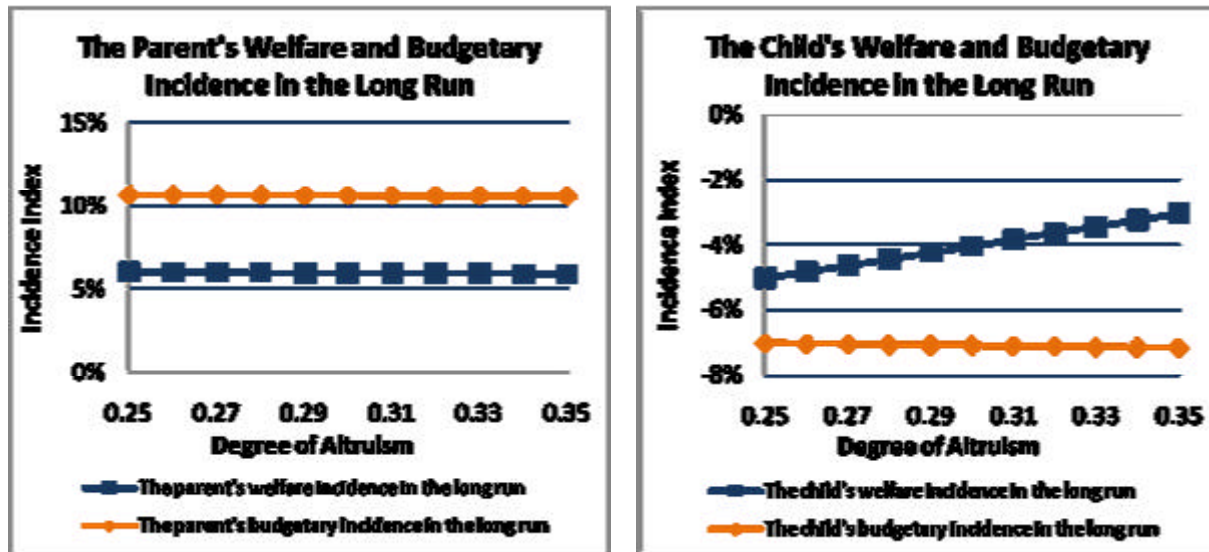 The Parent's Welfare and Budgetary
Incidence in the Long Run
Incidence Index
15%
10%
5%
0%
0.25 0.27 0.29 0.31 0.33 0.35
Degree of Altruism
The parent's welfare incidence in the long run
The parent's budgetary incidence in the long run
The Child's Welfare and Budgetary
Incidence in the Long Run
Incidence Index
0%
-2%
-4%
-6%
-8%
0.25 0.27 0.29 0.31 0.33 0.35
Degree of Altruism
The child's welfare incidence in the long run
The child's budgetary incidence in the long run